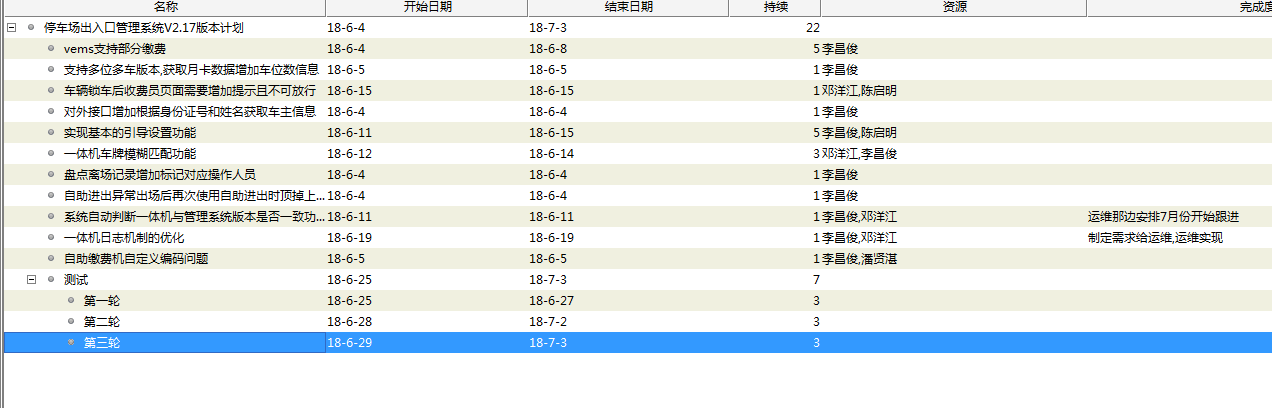 名称 开始日期 结束日期 持续 资源 完成度
停车场出入口管理系统V2.17版本计划 18-6-4 18-7-3 22
vems支持部分缴费 18-6-4 18-6-8 5 李昌俊
支持多位多车版本,获取月卡数据增加车位数信息 18-6-5 18-6-5 1 李昌俊
车辆锁车后收费员页面需要增加提示且不可放行 18-6-15 18-6-15 1 邓洋江,陈启明
对外接口增加根据身份证号和姓名获取车主信息 18-6-4 18-6-4 1 李昌俊
实现基本的引导设置功能 18-6-11 18-6-15 5 李昌俊,陈启明
一体机车牌模糊匹配功能 18-6-12 18-6-14 3 邓洋江,李昌俊
盘点离场记录增加标记对应操作人员 18-6-4 18-6-4 1 李昌俊
自助进出异常出场后再次使用自助进出时顶掉上... 18-6-4 18-6-4 1 李昌俊
系统自动判断一体机与管理系统版本是否一致功... 18-6-11 18-6-11 1 李昌俊,邓洋江 运维那边安排7月份开始跟进
一体机日志机制的优化 18-6-19 18-6-19 1 李昌俊,邓洋江 制定需求给运维,运维实现
自助缴费机自定义编码问题 18-6-5 18-6-5 1 李昌俊,潘贤湛
测试 18-6-25 18-7-3 7
第一轮 18-6-25 18-6-27 3
第二轮 18-6-28 18-7-2 3
第三轮 18-6-29 18-7-3 3